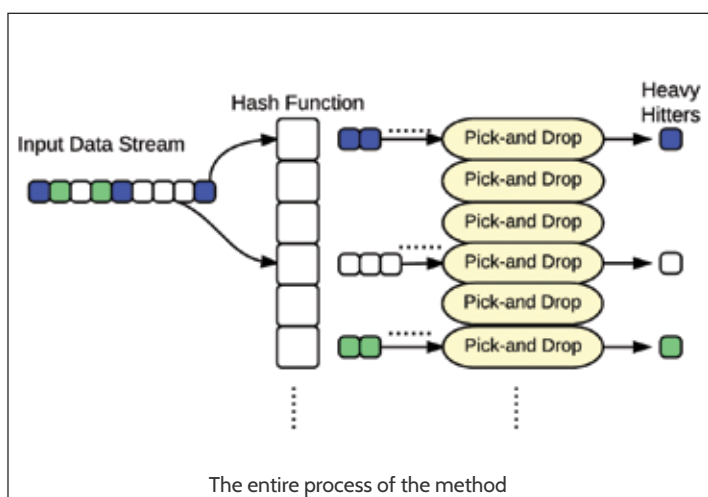 Heavy
Hitters
Hash Function
Input Data Stream
Pick-and Drop
Pick-and Drop
Pick-and Drop
Pick-and Drop
Pick-and Drop
Pick-and Drop
The entire process of the method